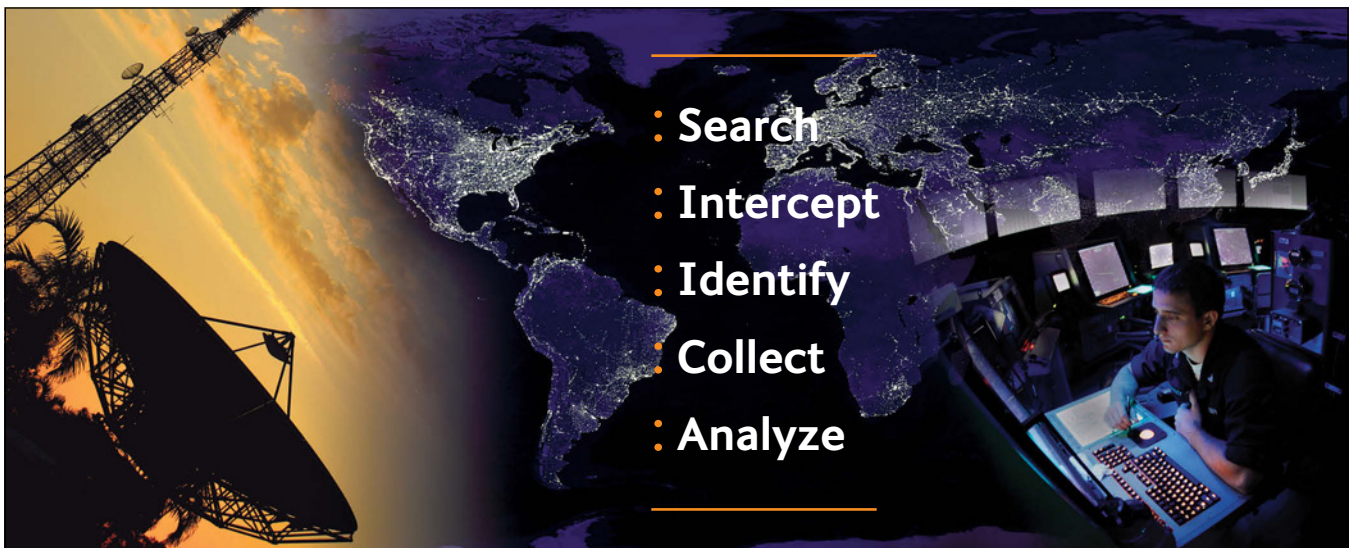 : Search
: Intercept
: Identify
: Collect
: Analyze